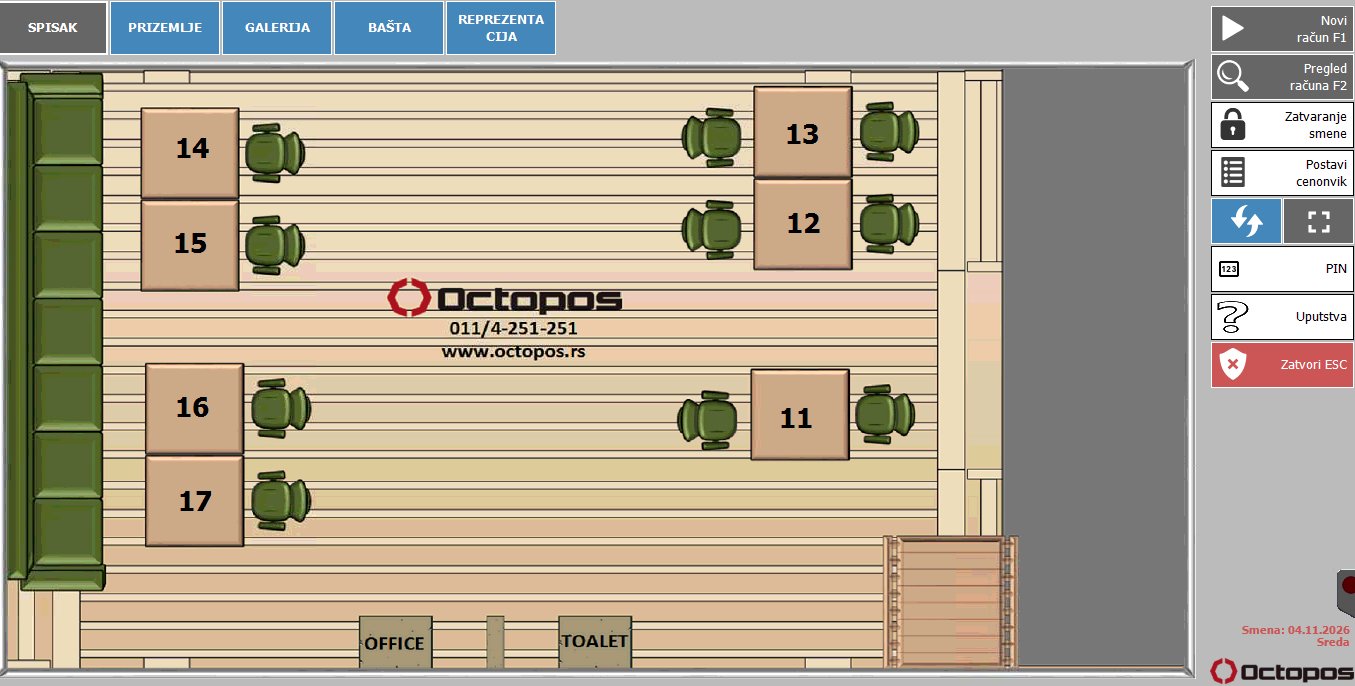 SPISAK
PRIZEMLJE
GALERIJA
BAŠTA
REPREZENTA
CIJA
Novi
račun F1
Pregled
računa F2
Zatvaranje
smene
Postavi
cenonvik
123
PIN
Uputstva
Zatvori ESC
14
13
15
12
Octopos
011/4-251-251
www.octopos.rs
16
11
17
OFFICE
TOALET
Smena: 04.11.2026
Sreda
Octopos